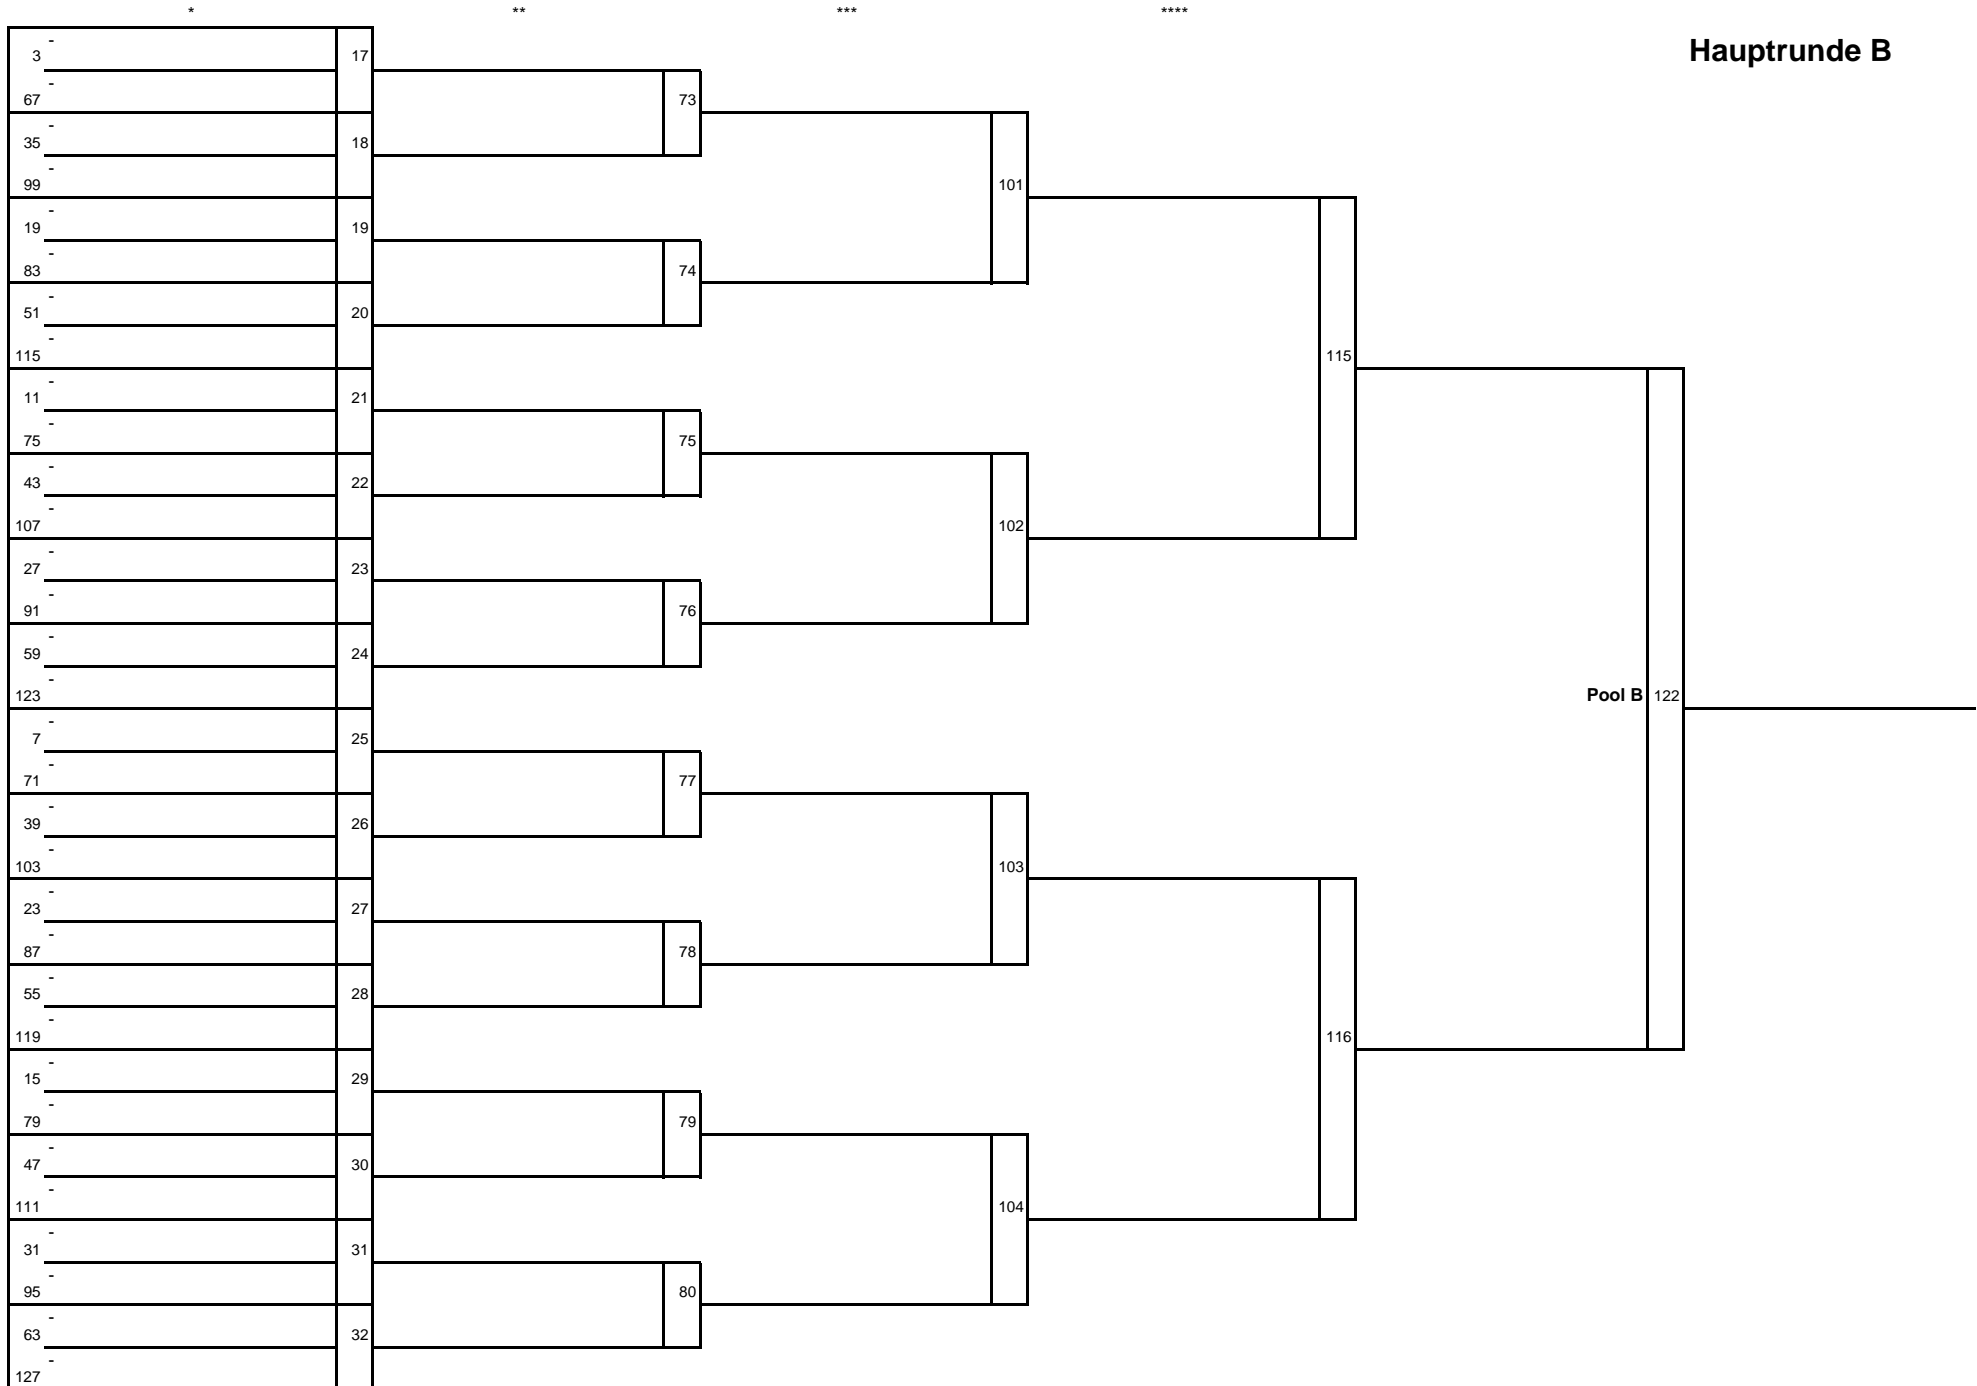 * ** *** ****
Hauptrunde B
3 - 17
67 - 73
35 - 18
99 - 101
19 - 19
83 - 74
51 - 20
115 - 115
11 - 21
75 - 75
43 - 22
107 - 102
27 - 23
91 - 76
59 - 24
123 - Pool B 122
7 - 25
71 - 77
39 - 26
103 - 103
23 - 27
87 - 78
55 - 28
119 - 116
15 - 29
79 - 79
47 - 30
111 - 104
31 - 31
95 - 80
63 - 32
127 -